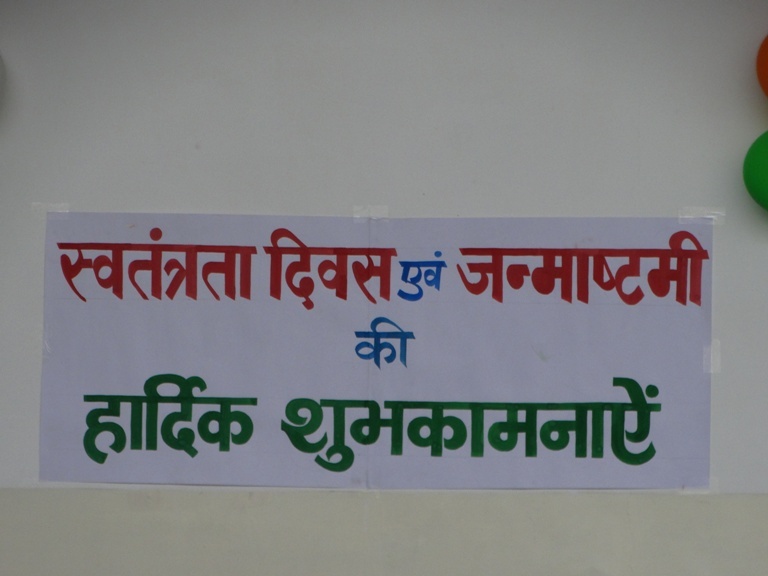 स्वतंत्रता दिवस एवं जन्माष्टमी
की
हार्दिक शुभकामनाऐं